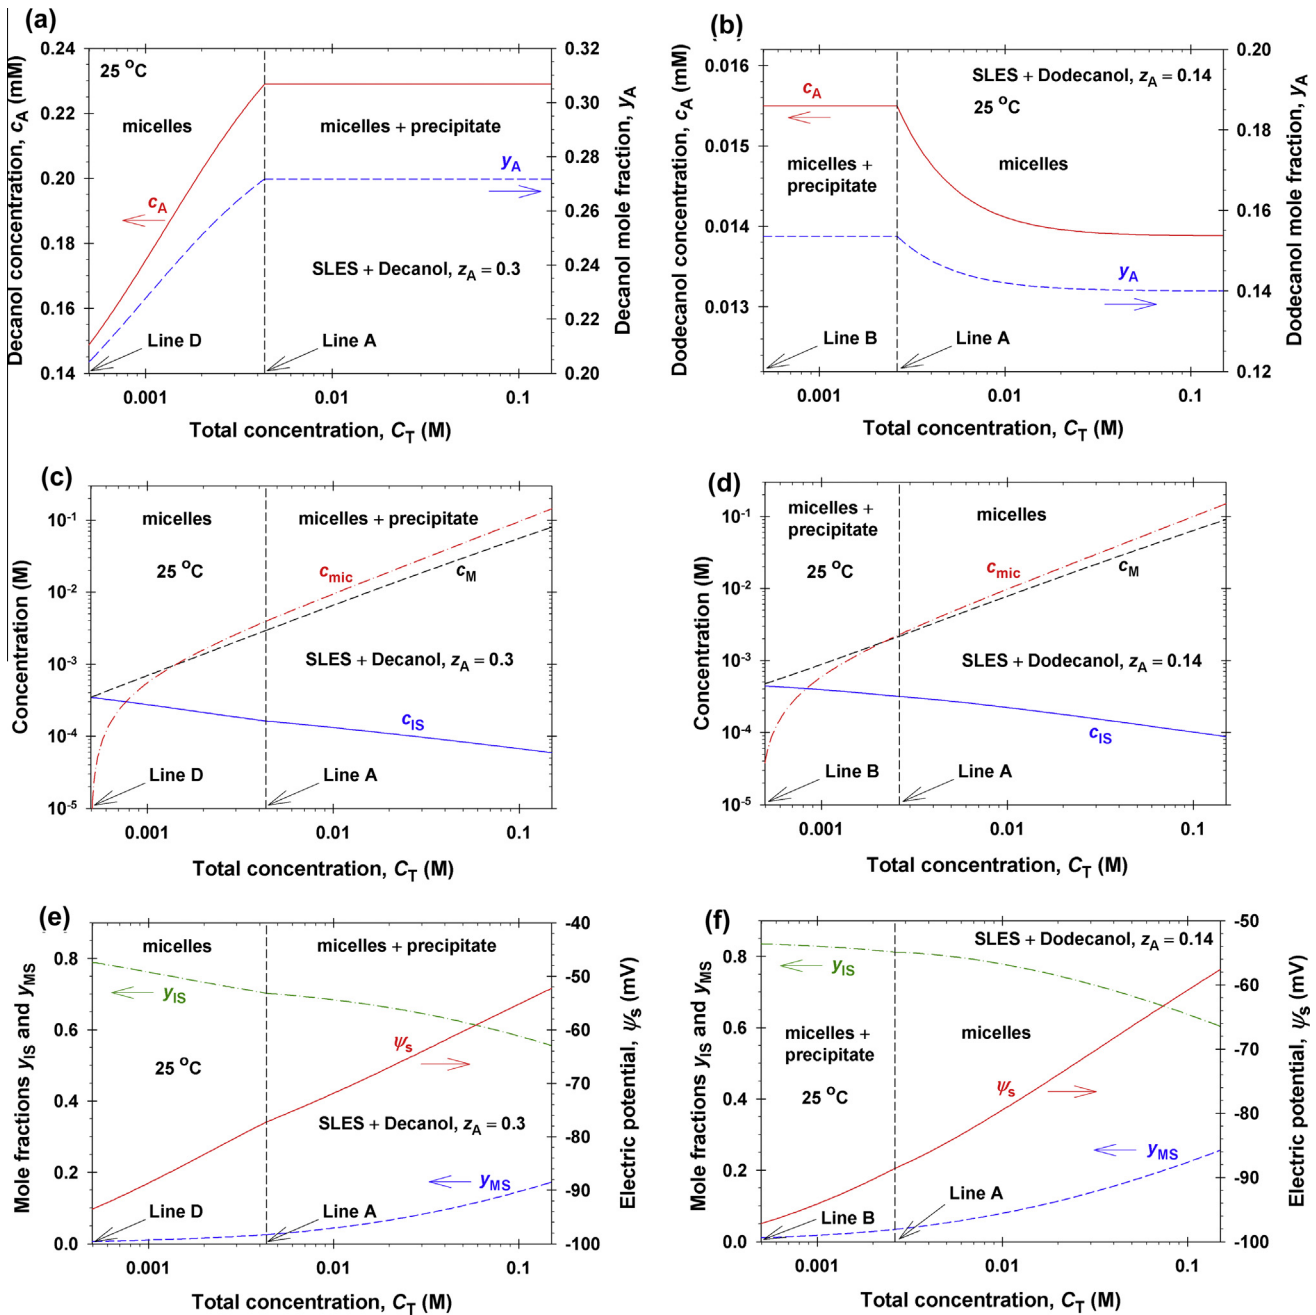 (a)
0.24
0.22
0.20
0.18
0.16
0.14
Decanol concentration, cA (mM)
25 oC
micelles
micelles + precipitate
cA
yA
SLES + Decanol, zA = 0.3
Line D
Line A
0.32
0.30
0.28
0.26
0.24
0.22
0.20
Decanol mole fraction, yA
0.001
0.01
0.1
Total concentration, CT (M)
(b)
0.016
0.015
0.014
0.013
Dodecanol concentration, cA (mM)
SLES + Dodecanol, zA = 0.14
25 oC
cA
micelles +
precipitate
micelles
yA
Line B
Line A
0.20
0.18
0.16
0.14
0.12
Dodecanol mole fraction, yA
0.001
0.01
0.1
Total concentration, CT (M)
(c)
10-1
10-2
10-3
10-4
10-5
Concentration (M)
micelles
micelles + precipitate
25 oC
cmic
cM
SLES + Decanol, zA = 0.3
cIS
Line D
Line A
0.001
0.01
0.1
Total concentration, CT (M)
(d)
10-1
10-2
10-3
10-4
10-5
Concentration (M)
micelles +
precipitate
micelles
25 oC
cmic
cM
SLES + Dodecanol, zA = 0.14
cIS
Line B
Line A
0.001
0.01
0.1
Total concentration, CT (M)
(e)
0.8
0.6
0.4
0.2
0.0
Mole fractions yIS and yMS
micelles
micelles + precipitate
yIS
ψs
25 oC
SLES + Decanol, zA = 0.3
yMS
Line D
Line A
-40
-50
-60
-70
-80
-90
-100
Electric potential, ψs (mV)
0.001
0.01
0.1
Total concentration, CT (M)
(f)
0.8
0.6
0.4
0.2
0.0
Mole fractions yIS and yMS
SLES + Dodecanol, zA = 0.14
yIS
micelles +
precipitate
micelles
25 oC
ψs
yMS
Line B
Line A
-50
-60
-70
-80
-90
-100
Electric potential, ψs (mV)
0.001
0.01
0.1
Total concentration, CT (M)